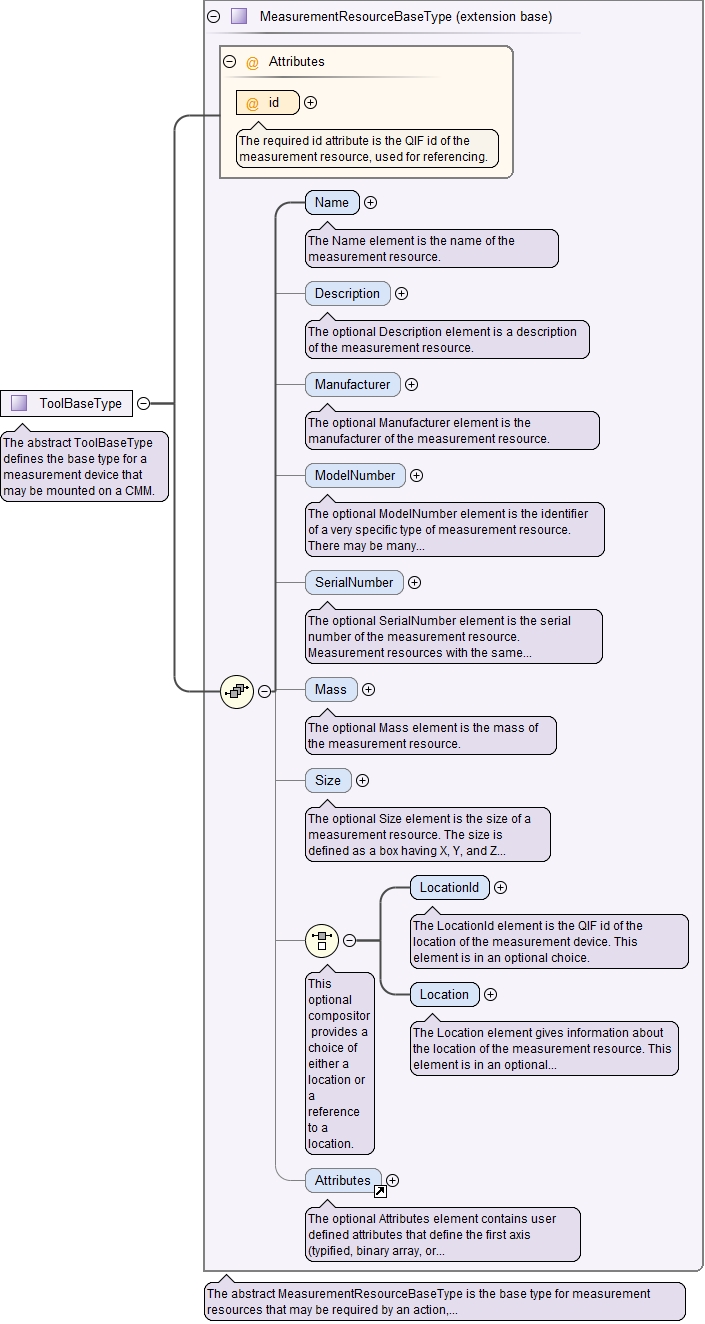 MeasurementResourceBaseType (extension base)
@ Attributes
@ id
The required id attribute is the QIF id of the
measurement resource, used for referencing.
Name
The Name element is the name of the
measurement resource.
Description
The optional Description element is a description
of the measurement resource.
Manufacturer
The optional Manufacturer element is the
manufacturer of the measurement resource.
ToolBaseType
The abstract ToolBaseType
defines the base type for a
measurement device that
may be mounted on a CMM.
ModelNumber
The optional ModelNumber element is the identifier
of a very specific type of measurement resource.
There may be many...
SerialNumber
The optional SerialNumber element is the serial
number of the measurement resource.
Measurement resources with the same...
Mass
The optional Mass element is the mass of
the measurement resource.
Size
The optional Size element is the size of a
measurement resource. The size is
defined as a box having X, Y, and Z...
LocationId
The LocationId element is the QIF id of the
location of the measurement device. This
element is in an optional choice.
Location
The Location element gives information about
the location of the measurement resource. This
element is in an optional...
This
optional
compositor
provides a
choice of
either a
location or
a
reference
to a
location.
Attributes
The optional Attributes element contains user
defined attributes that define the first axis
(typified, binary array, or...
The abstract MeasurementResourceBaseType is the base type for measurement
resources that may be required by an action,...